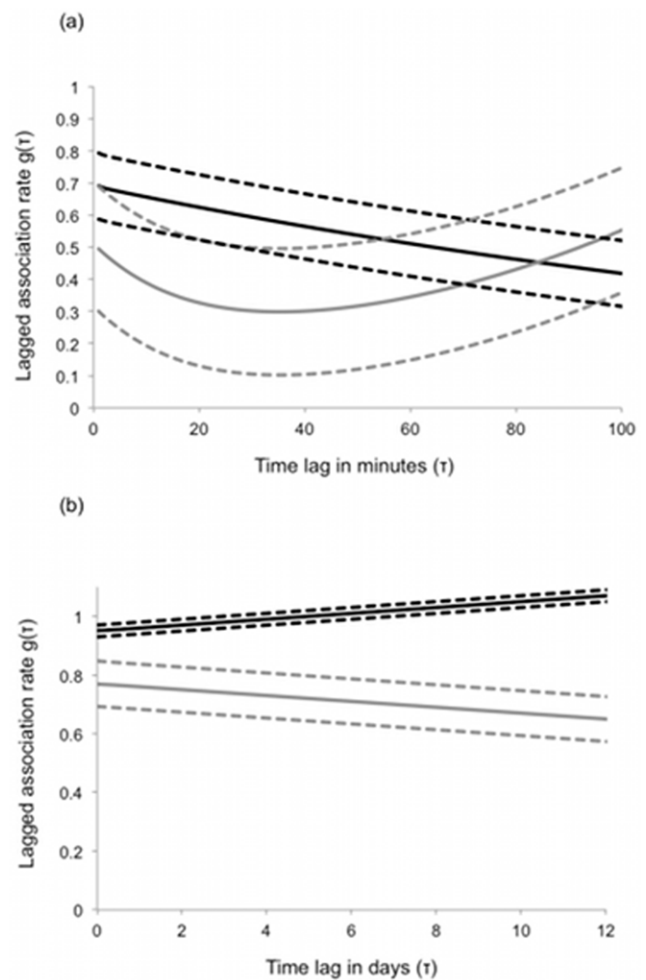 (a)
Lagged association rate g(τ)
1
0.9
0.8
0.7
0.6
0.5
0.4
0.3
0.2
0.1
0
0 20 40 60 80 100
Time lag in minutes (τ)
(b)
Lagged association rate g(τ)
1
0.8
0.6
0.4
0.2
0
0 2 4 6 8 10 12
Time lag in days (τ)